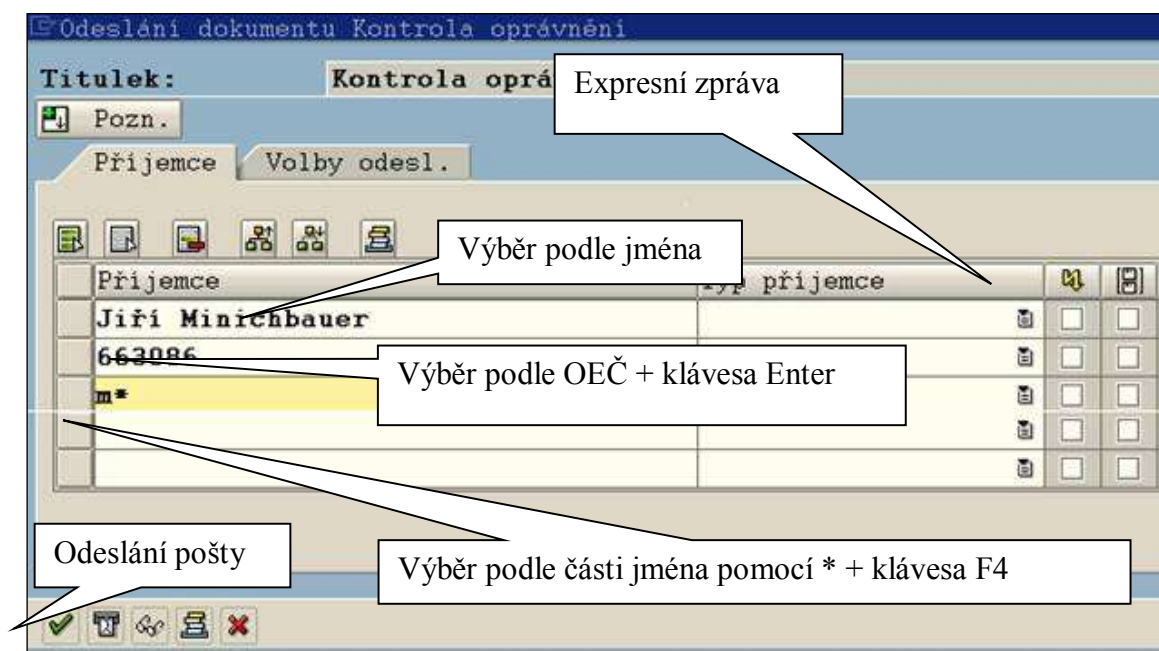 Odeslání dokumentu Kontrola oprávnění
Titulek: Kontrola oprá
Expresní zpráva
Pozn.
Příjemce Volby odesl.
Výběr podle jména
Příjemce Typ příjemce
Jiří Minichbauer
663086
Výběr podle OEČ + klávesa Enter
m*
Odeslání pošty
Výběr podle části jména pomocí * + klávesa F4